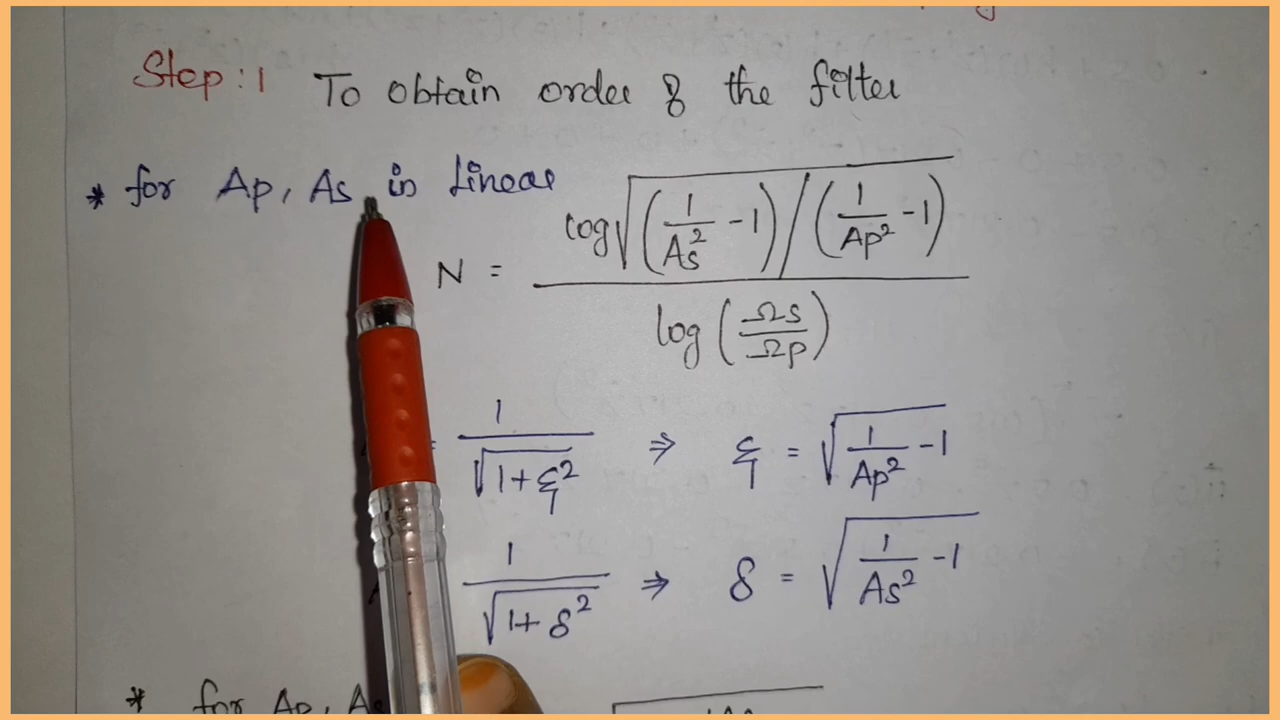 Step:1 To obtain order of the filter
* for Ap, As in Linear
N = log√((1/As² -1)/(1/Ap² -1)) / log(Ωs/Ωp)
= 1/√(1+ξ²) ⇒ ξ = √(1/Ap² -1)
1/√(1+δ²) ⇒ δ = √(1/As² -1)
* for Ap, As